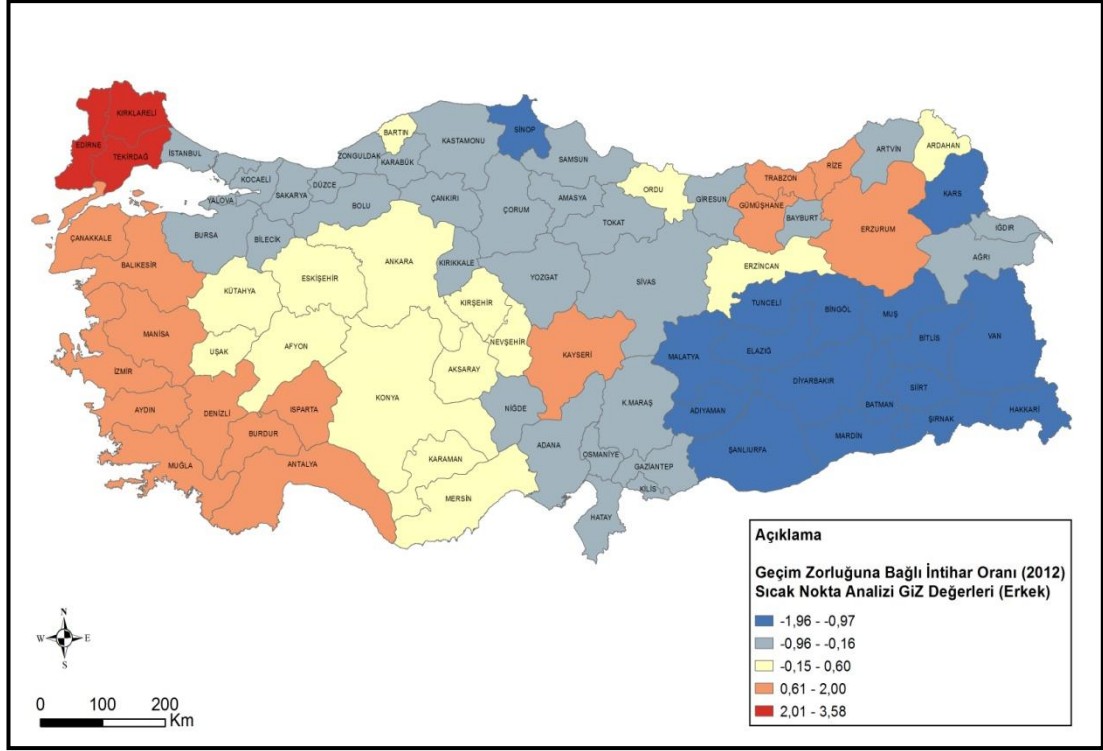 KIRKLARELİ
EDİRNE
TEKİRDAĞ
İSTANBUL
KOCAELİ
YALOVA
SAKARYA
DÜZCE
BOLU
ZONGULDAK
BARTIN
KARABÜK
KASTAMONU
SİNOP
SAMSUN
ÇANKIRI
ÇORUM
AMASYA
TOKAT
ORDU
GİRESUN
TRABZON
RİZE
ARTVİN
ARDAHAN
GÜMÜŞHANE
BAYBURT
ERZURUM
KARS
IĞDIR
AĞRI
ÇANAKKALE
BALIKESİR
BURSA
BİLECİK
KÜTAHYA
ESKİŞEHİR
ANKARA
KIRIKKALE
KIRŞEHİR
YOZGAT
SİVAS
ERZİNCAN
TUNCELİ
BİNGÖL
MUŞ
BİTLİS
VAN
MANİSA
İZMİR
UŞAK
AFYON
AKSARAY
NEVŞEHİR
KAYSERİ
MALATYA
ELAZIĞ
DİYARBAKIR
SİİRT
BATMAN
ŞIRNAK
HAKKARİ
AYDIN
DENİZLİ
ISPARTA
BURDUR
KONYA
NİĞDE
K.MARAŞ
ADIYAMAN
ŞANLIURFA
MARDİN
MUĞLA
ANTALYA
KARAMAN
MERSİN
ADANA
OSMANİYE
GAZİANTEP
KİLİS
HATAY
Açıklama
Geçim Zorluğuna Bağlı İntihar Oranı (2012)
Sıcak Nokta Analizi GiZ Değerleri (Erkek)
-1,96 - -0,97
-0,96 - -0,16
-0,15 - 0,60
0,61 - 2,00
2,01 - 3,58
N
W E
S
0 100 200
Km